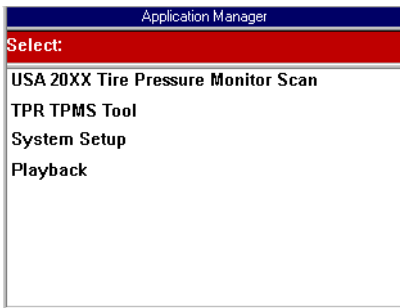 Application Manager
Select:
USA 20XX Tire Pressure Monitor Scan
TPR TPMS Tool
System Setup
Playback